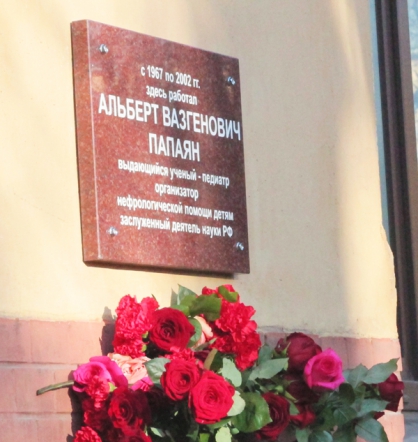 с 1967 по 2002 гг.
здесь работал
АЛЬБЕРТ ВАЗГЕНОВИЧ
ПАПАЯН
выдающийся ученый - педиатр
организатор
нефрологической помощи детям
заслуженный деятель науки РФ